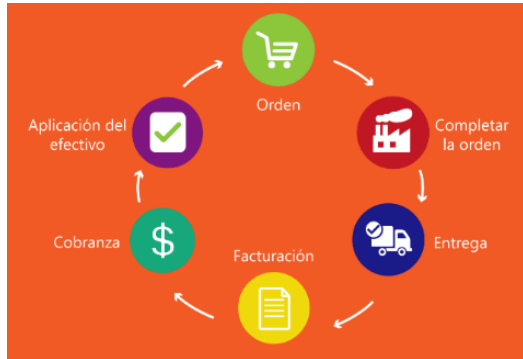 Orden
Completar
la orden
Entrega
Facturación
Cobranza
Aplicación del
efectivo